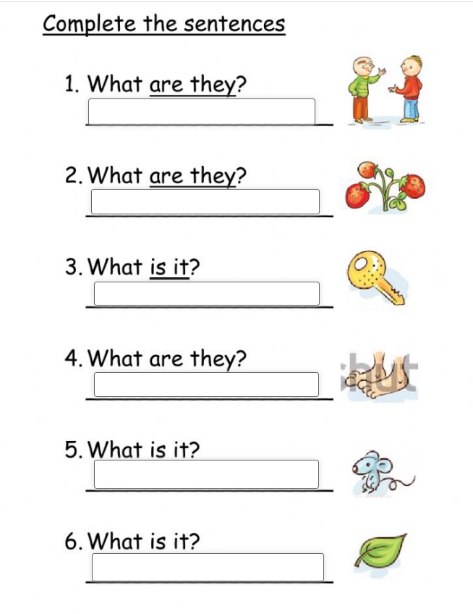 Complete the sentences
1. What are they?
2. What are they?
3. What is it?
4. What are they?
5. What is it?
6. What is it?